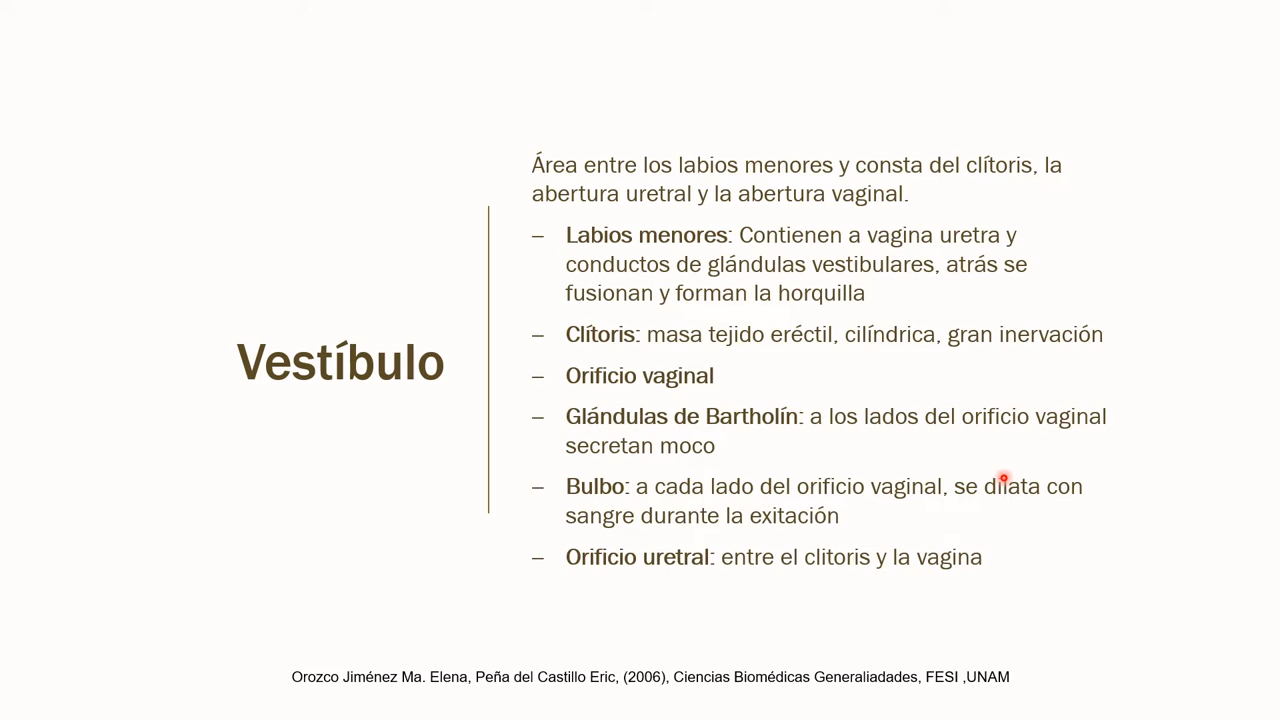 Vestíbulo
Área entre los labios menores y consta del clítoris, la
abertura uretral y la abertura vaginal.
– Labios menores: Contienen a vagina uretra y
conductos de glándulas vestibulares, atrás se
fusionan y forman la horquilla
– Clítoris: masa tejido eréctil, cilíndrica, gran inervación
– Orificio vaginal
– Glándulas de Bartholín: a los lados del orificio vaginal
secretan moco
– Bulbo: a cada lado del orificio vaginal, se dilata con
sangre durante la exitación
– Orificio uretral: entre el clitoris y la vagina
Orozco Jiménez Ma. Elena, Peña del Castillo Eric, (2006), Ciencias Biomédicas Generaliadades, FESI ,UNAM